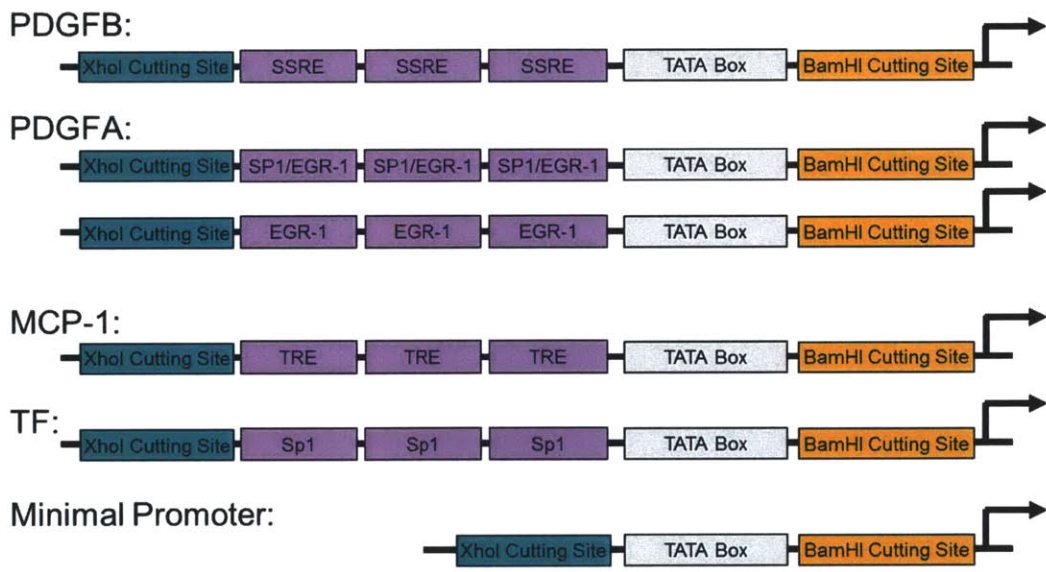 PDGFB:
XhoI Cutting Site SSRE SSRE SSRE TATA Box BamHI Cutting Site
PDGFA:
XhoI Cutting Site SP1/EGR-1 SP1/EGR-1 SP1/EGR-1 TATA Box BamHI Cutting Site
XhoI Cutting Site EGR-1 EGR-1 EGR-1 TATA Box BamHI Cutting Site
MCP-1:
XhoI Cutting Site TRE TRE TRE TATA Box BamHI Cutting Site
TF:
XhoI Cutting Site Sp1 Sp1 Sp1 TATA Box BamHI Cutting Site
Minimal Promoter:
XhoI Cutting Site TATA Box BamHI Cutting Site